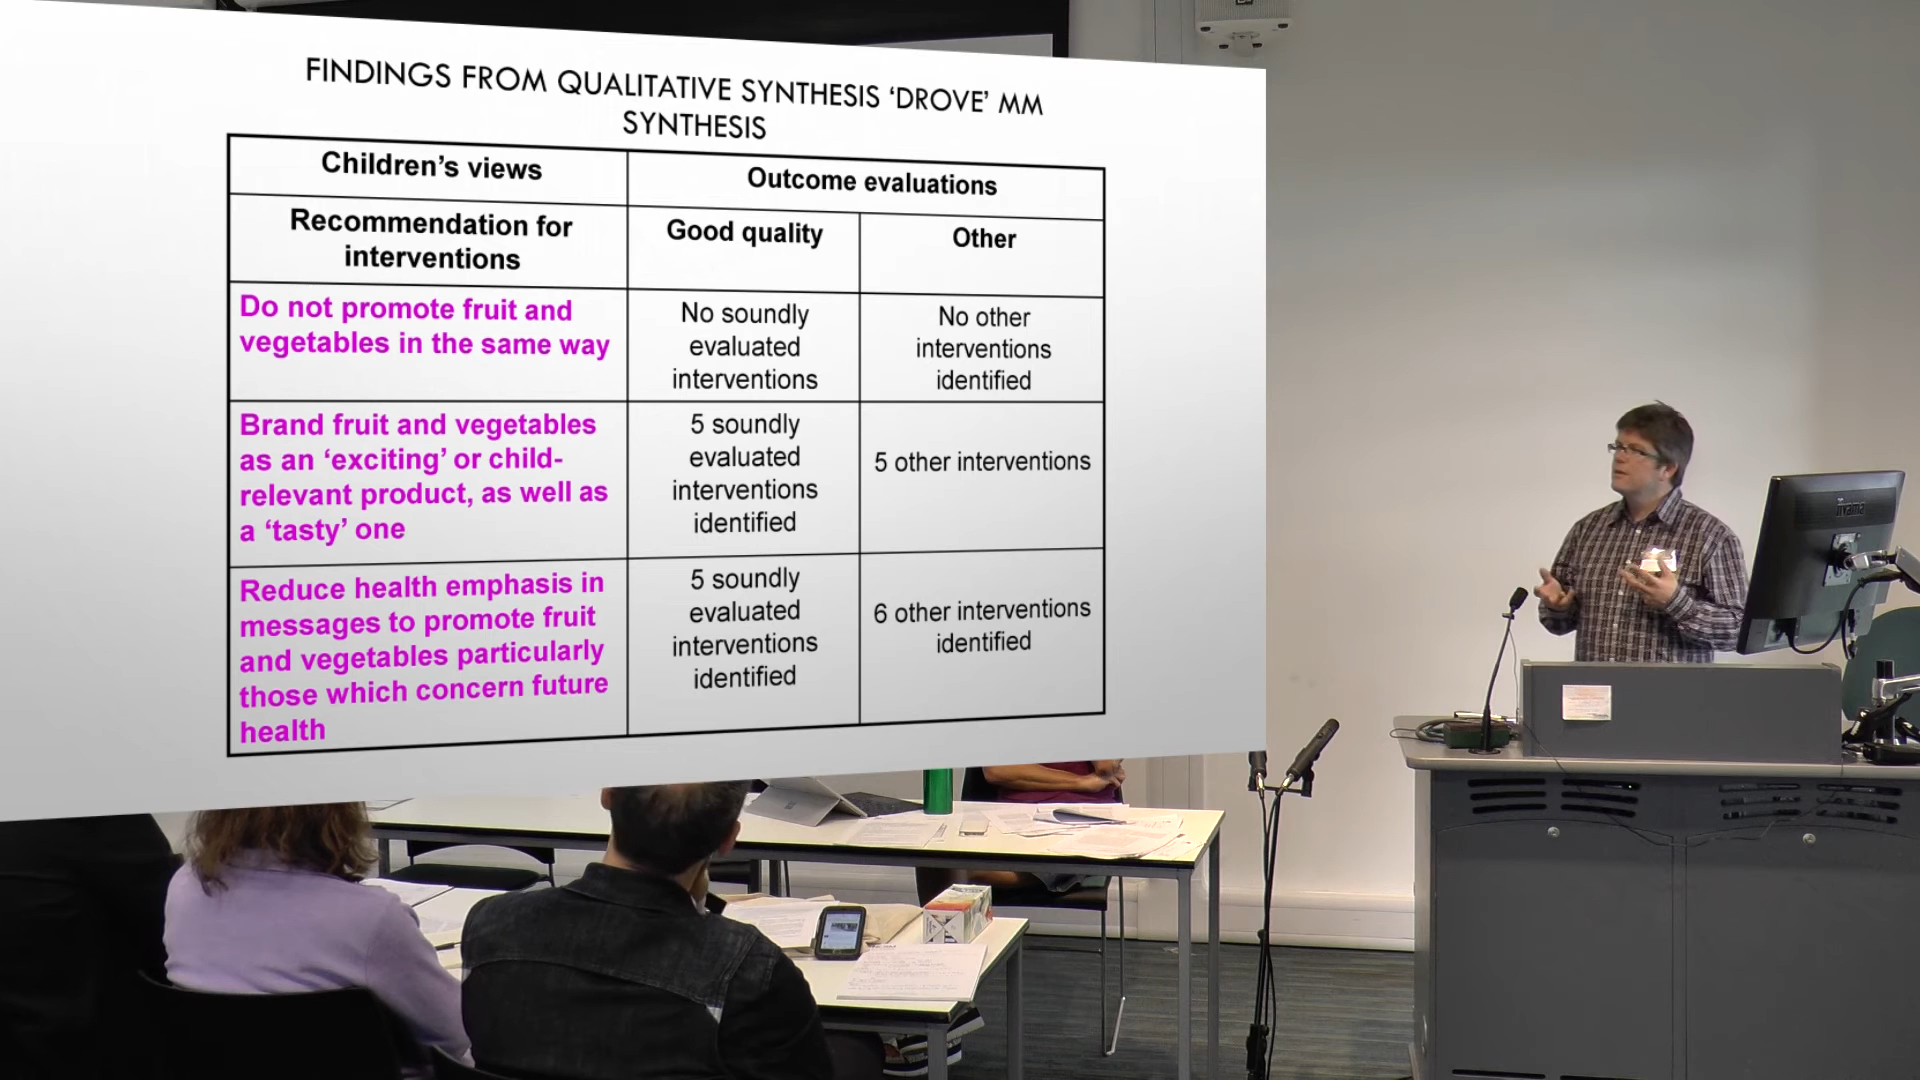 FINDINGS FROM QUALITATIVE SYNTHESIS ‘DROVE’ MM
SYNTHESIS
Children’s views
Outcome evaluations
Recommendation for
interventions
Good quality
Other
Do not promote fruit and
vegetables in the same way
No soundly
evaluated
interventions
No other
interventions
identified
Brand fruit and vegetables
as an ‘exciting’ or child-
relevant product, as well as
a ‘tasty’ one
5 soundly
evaluated
interventions
identified
5 other interventions
Reduce health emphasis in
messages to promote fruit
and vegetables particularly
those which concern future
health
5 soundly
evaluated
interventions
identified
6 other interventions
identified
iiyama